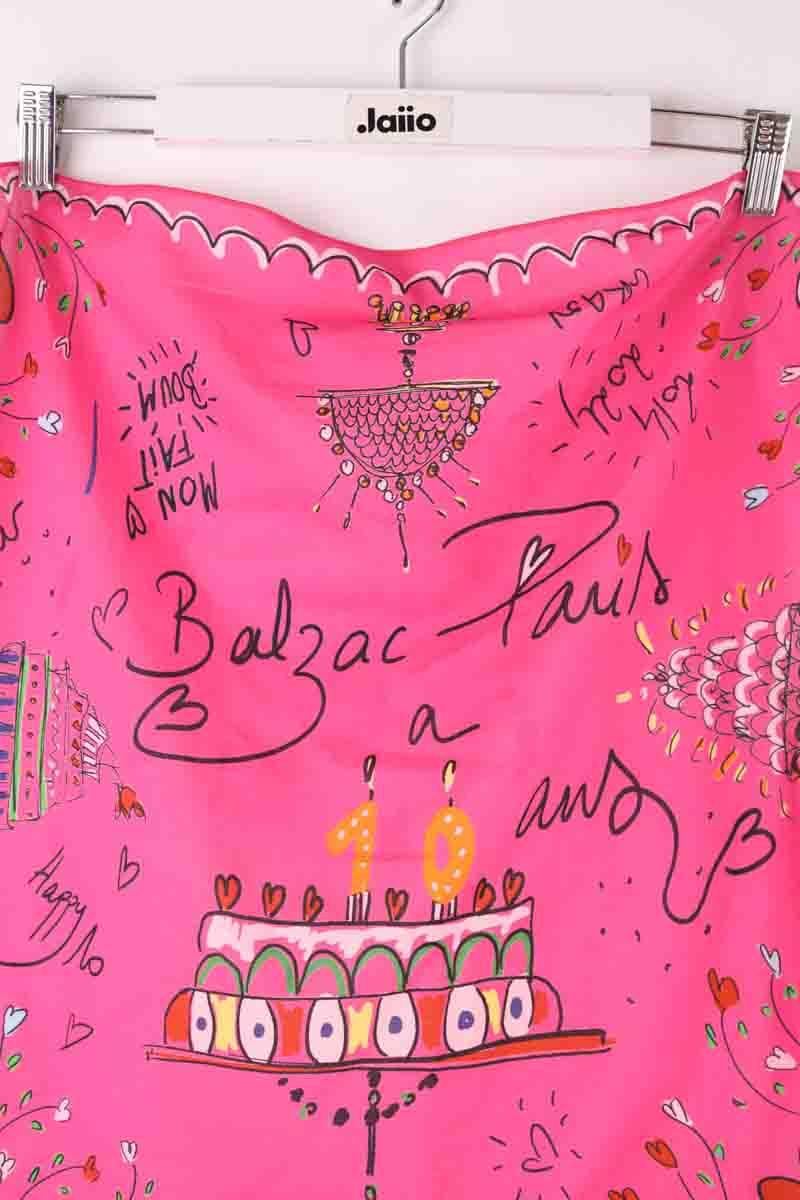 .Jaiio
MON
FAIT
BOUM
Balzac Paris
a
10
ans
Happy 10